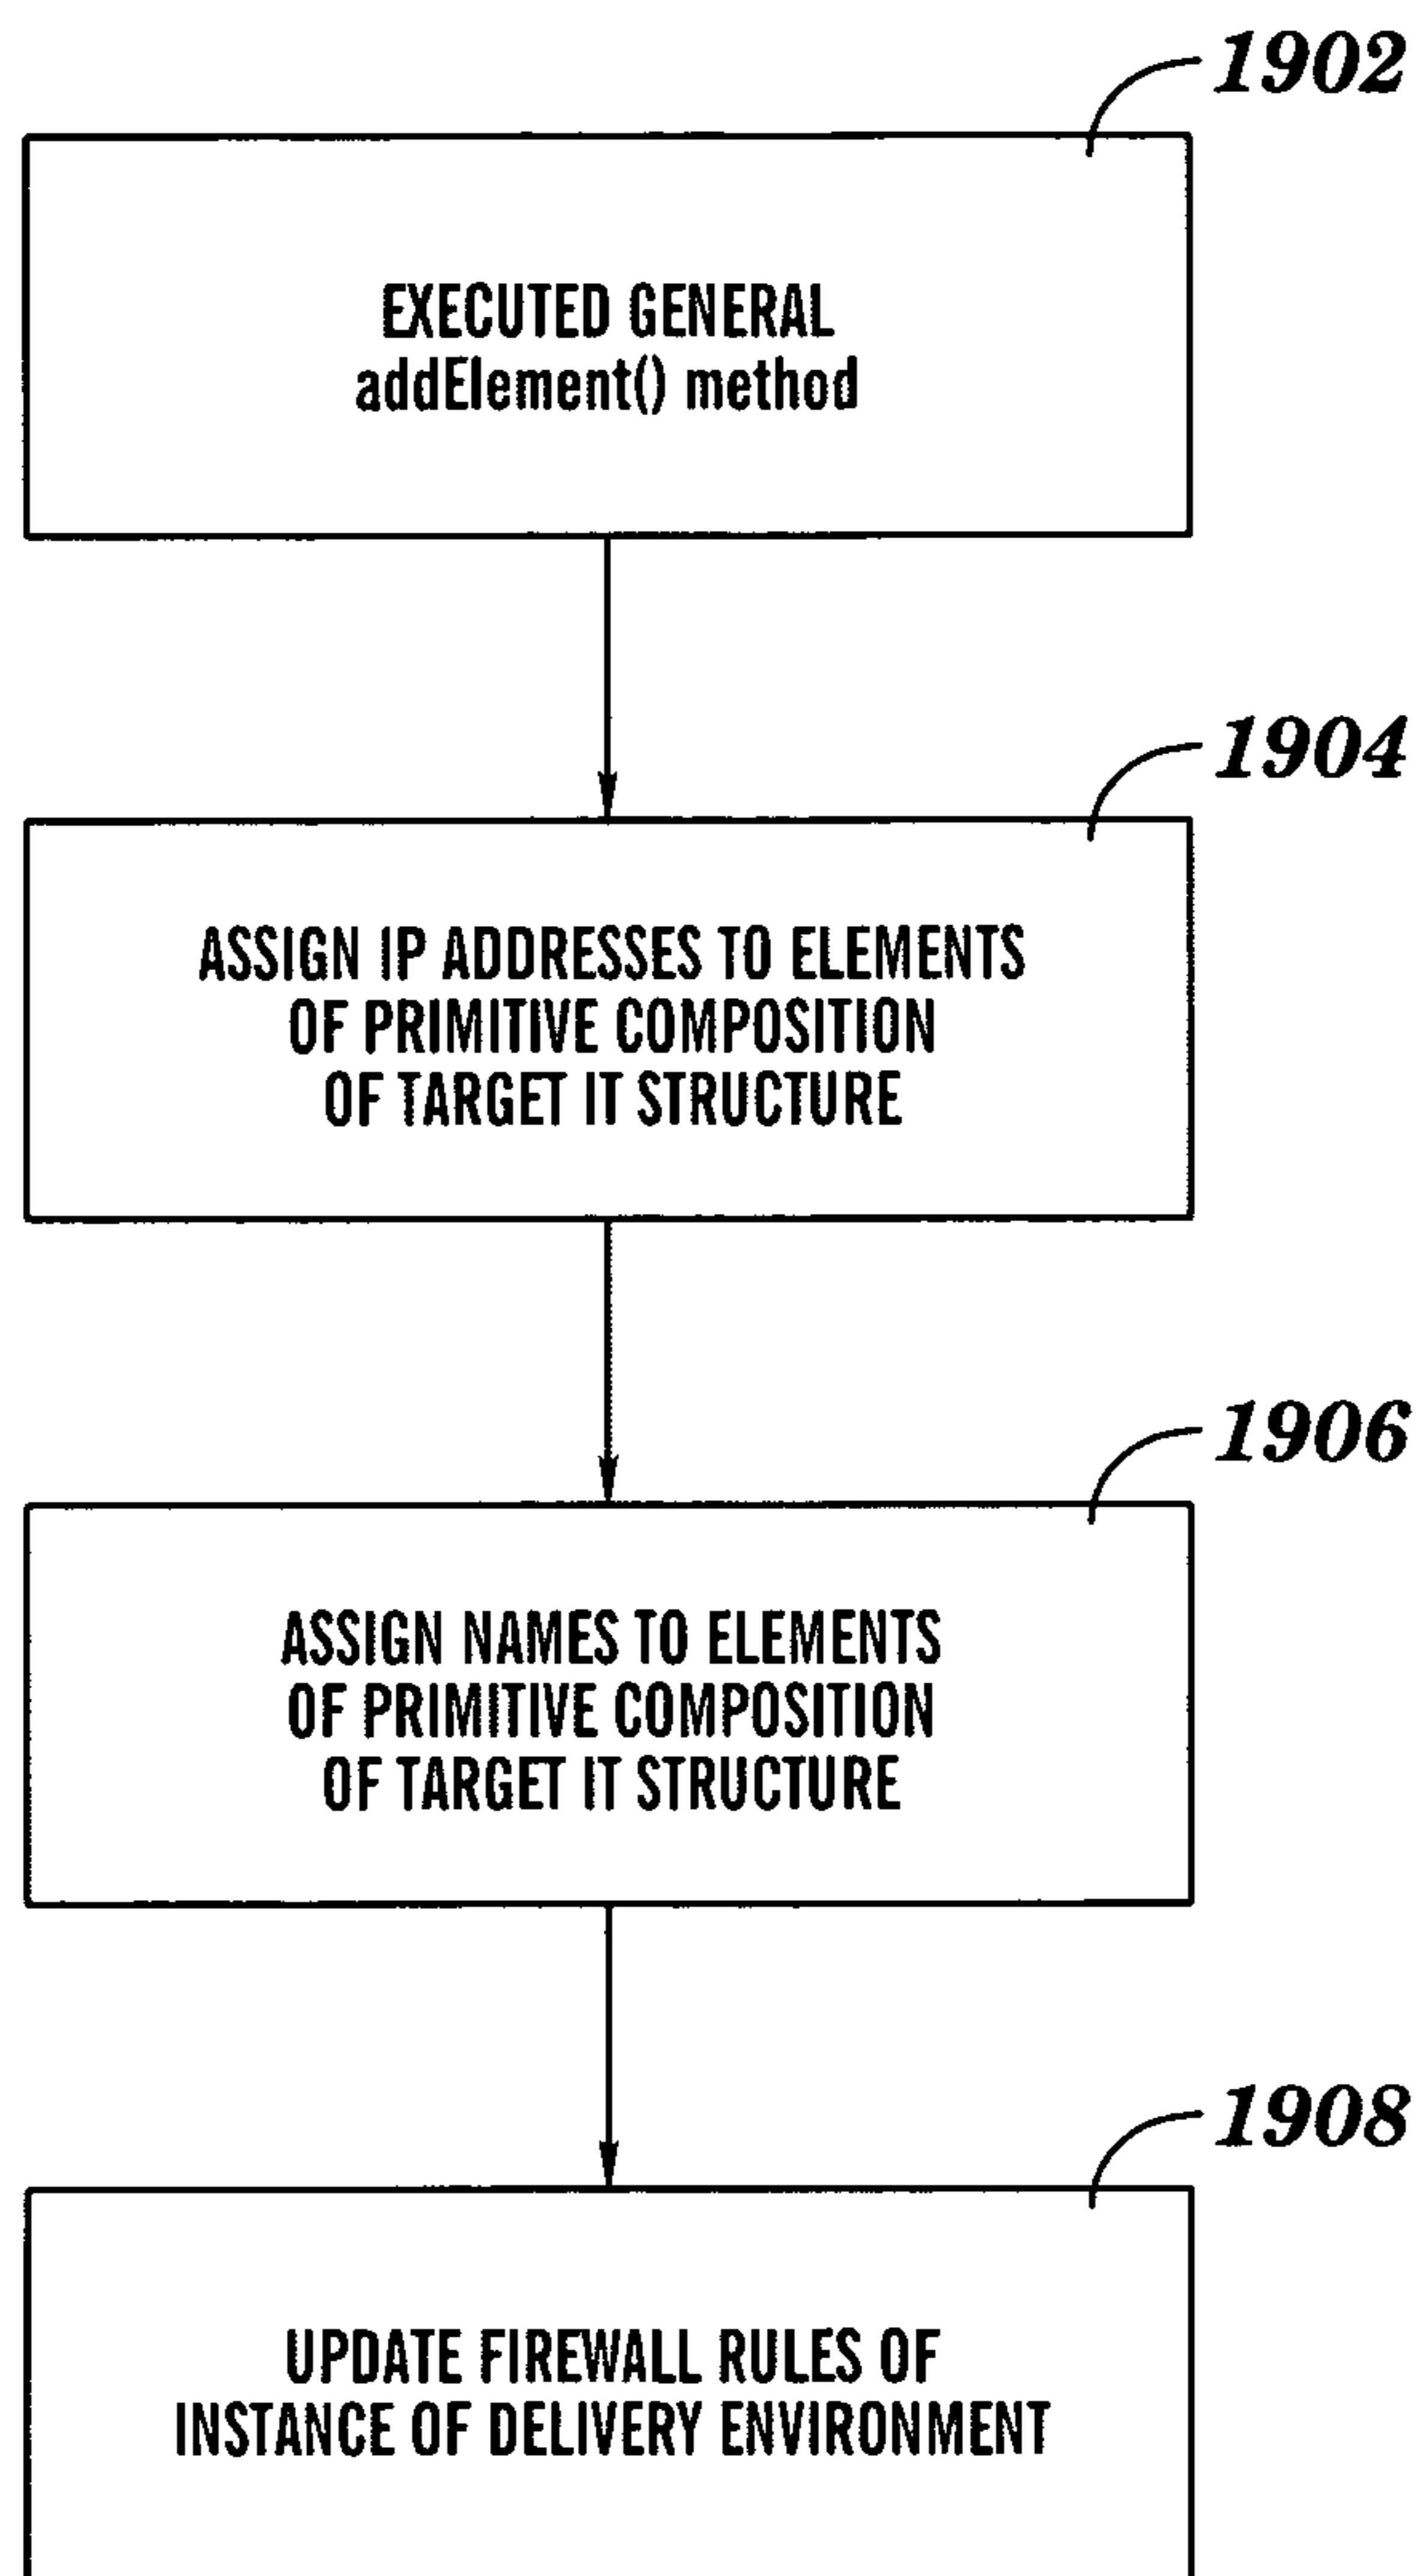 1902
EXECUTED GENERAL
addElement() method
1904
ASSIGN IP ADDRESSES TO ELEMENTS
OF PRIMITIVE COMPOSITION
OF TARGET IT STRUCTURE
1906
ASSIGN NAMES TO ELEMENTS
OF PRIMITIVE COMPOSITION
OF TARGET IT STRUCTURE
1908
UPDATE FIREWALL RULES OF
INSTANCE OF DELIVERY ENVIRONMENT